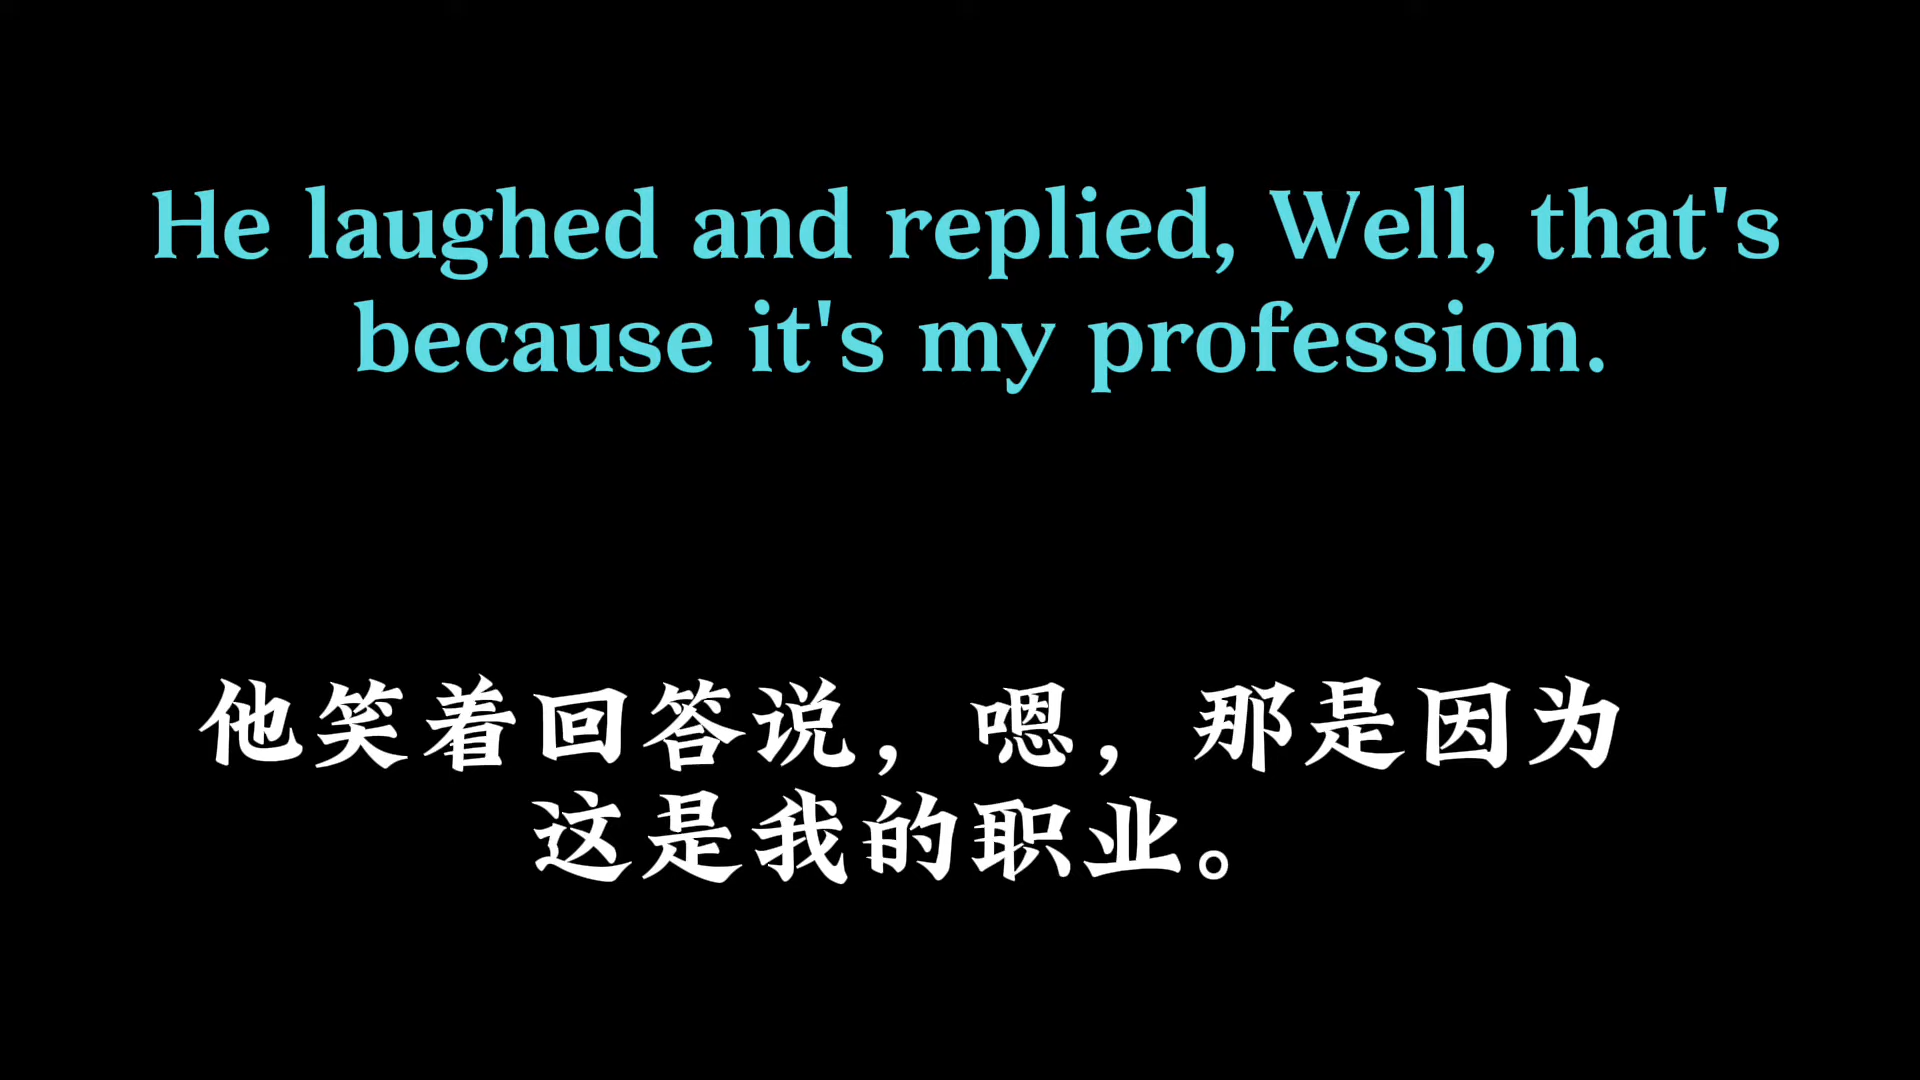 He laughed and replied, Well, that's
because it's my profession.
他笑着回答说，嗯，那是因为
这是我的职业。